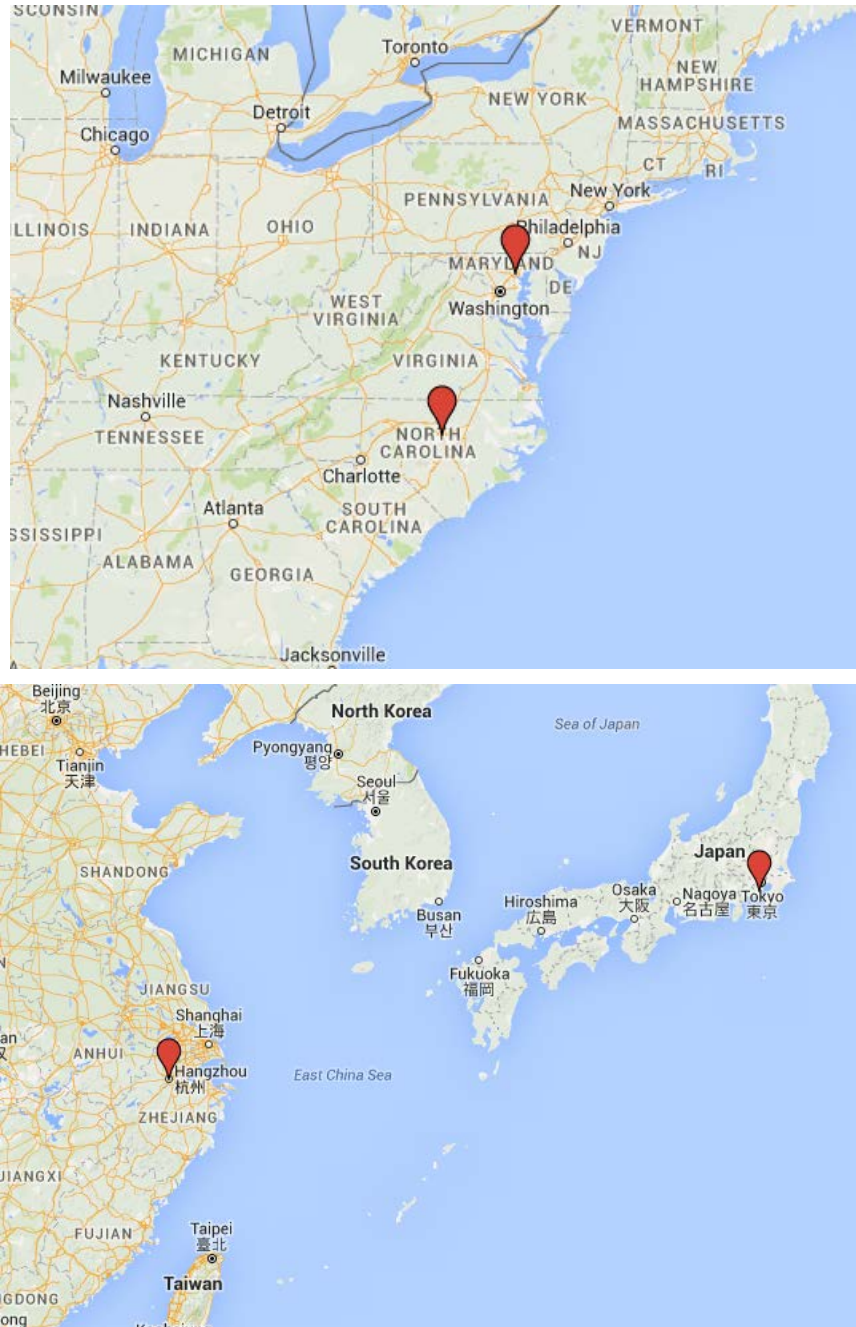 SCONSIN
VERMONT
MICHIGAN
Toronto
Milwaukee
NEW
HAMPSHIRE
NEW YORK
Detroit
MASSACHUSETTS
Chicago
CT
RI
PENNSYLVANIA
New York
LLINOIS
INDIANA
OHIO
Philadelphia
NJ
MARYLAND
DE
WEST
VIRGINIA
Washington
KENTUCKY
VIRGINIA
Nashville
TENNESSEE
NORTH
CAROLINA
Charlotte
Atlanta
SOUTH
CAROLINA
SSISSIPPI
ALABAMA
GEORGIA
Jacksonville
Beijing
北京
North Korea
Sea of Japan
HEBEI
Tianjin
天津
Pyongyang
평양
Seoul
서울
SHANDONG
South Korea
Japan
Busan
부산
Hiroshima
広島
Osaka
大阪
Nagoya
名古屋
Tokyo
東京
Fukuoka
福岡
JIANGSU
Shanghai
上海
an
ANHUI
Hangzhou
杭州
East China Sea
ZHEJIANG
JIANGXI
FUJIAN
Taipei
臺北
Taiwan
GDONG
ong